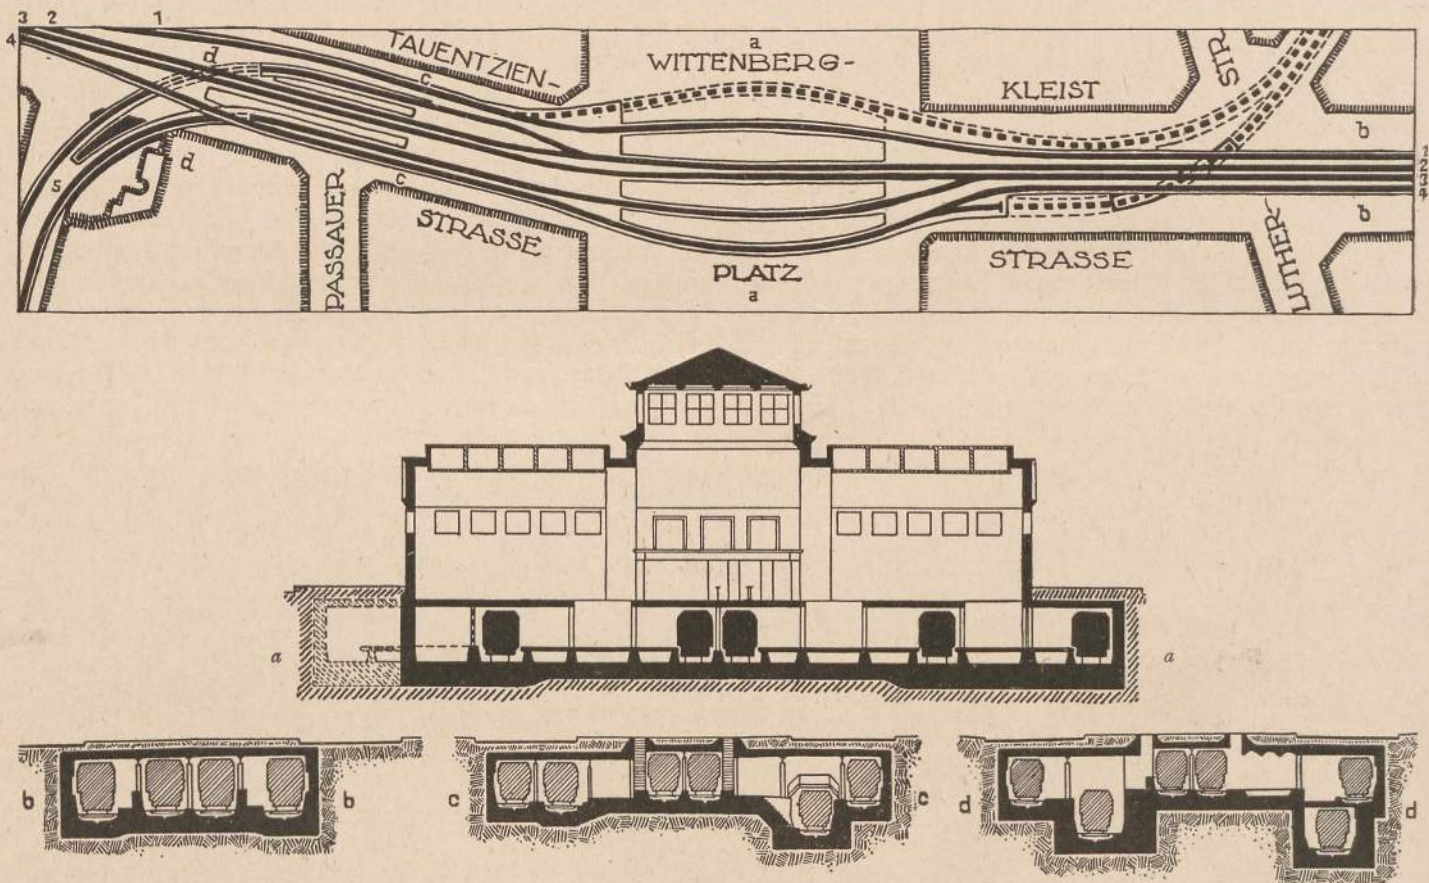 3 2 1
4
TAUENTZIEN-
STRASSE
a
WITTENBERG-
PLATZ
a
KLEIST
STRASSE
STR.
LUTHER-
PASSAUER
d
c
d
c
s
b
b
1
2
3
4
a a
b b
c c
d d